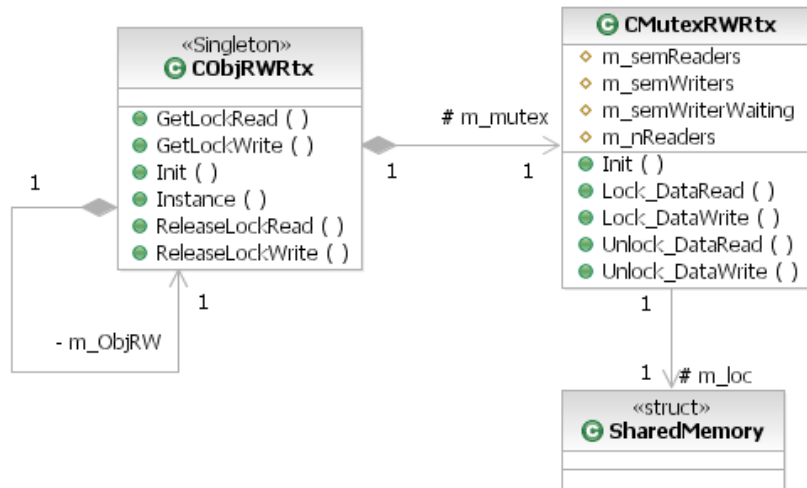 «Singleton»
CObjRWRtx
GetLockRead ( )
GetLockWrite ( )
Init ( )
Instance ( )
ReleaseLockRead ( )
ReleaseLockWrite ( )
1
1
- m_ObjRW
# m_mutex
1
1
CMutexRWRtx
m_semReaders
m_semWriters
m_semWriterWaiting
m_nReaders
Init ( )
Lock_DataRead ( )
Lock_DataWrite ( )
Unlock_DataRead ( )
Unlock_DataWrite ( )
1
1
# m_loc
«struct»
SharedMemory